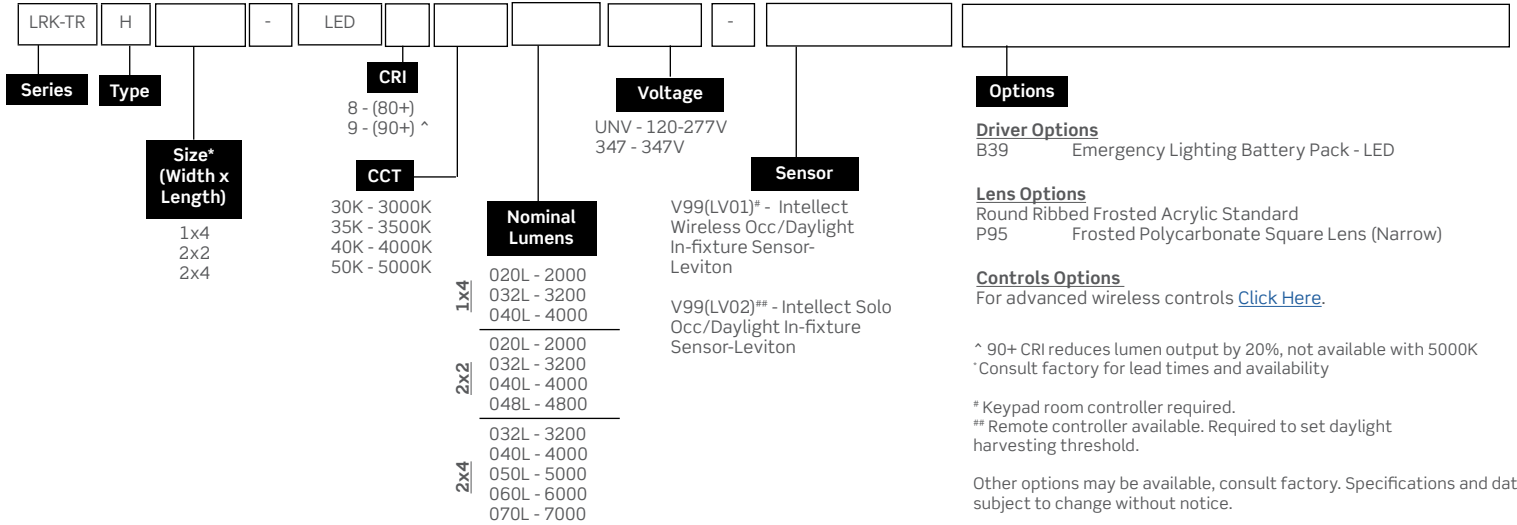 LRK-TR H - LED -
Series
Type
Size*
(Width x
Length)
1x4
2x2
2x4
CRI
8 - (80+)
9 - (90+) ^
CCT
30K - 3000K
35K - 3500K
40K - 4000K
50K - 5000K
Nominal
Lumens
1x4
020L - 2000
032L - 3200
040L - 4000
2x2
020L - 2000
032L - 3200
040L - 4000
048L - 4800
2x4
032L - 3200
040L - 4000
050L - 5000
060L - 6000
070L - 7000
Voltage
UNV - 120-277V
347 - 347V
Sensor
V99(LV01)# - Intellect
Wireless Occ/Daylight
In-fixture Sensor-
Leviton
V99(LV02)## - Intellect Solo
Occ/Daylight In-fixture
Sensor-Leviton
Options
Driver Options
B39 Emergency Lighting Battery Pack - LED
Lens Options
Round Ribbed Frosted Acrylic Standard
P95 Frosted Polycarbonate Square Lens (Narrow)
Controls Options
For advanced wireless controls Click Here.
^ 90+ CRI reduces lumen output by 20%, not available with 5000K
*Consult factory for lead times and availability
# Keypad room controller required.
## Remote controller available. Required to set daylight
harvesting threshold.
Other options may be available, consult factory. Specifications and dat
subject to change without notice.